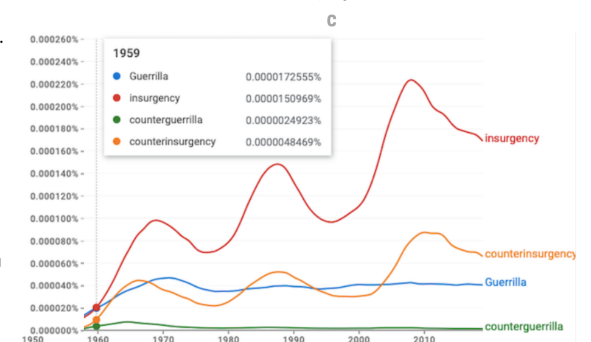 C
0.000260%
1959
0.000240%
Guerrilla 0.0000172555%
0.000220%
insurgency 0.0000150969%
0.000200%
counterguerrilla 0.0000024923%
0.000180%
counterinsurgency 0.0000048469%
0.000160%
insurgency
0.000140%
0.000120%
0.000100%
0.000080%
counterinsurgency
0.000060%
Guerrilla
0.000040%
0.000020%
counterguerrilla
0.000000%
1950 1960 1970 1980 1990 2000 2010